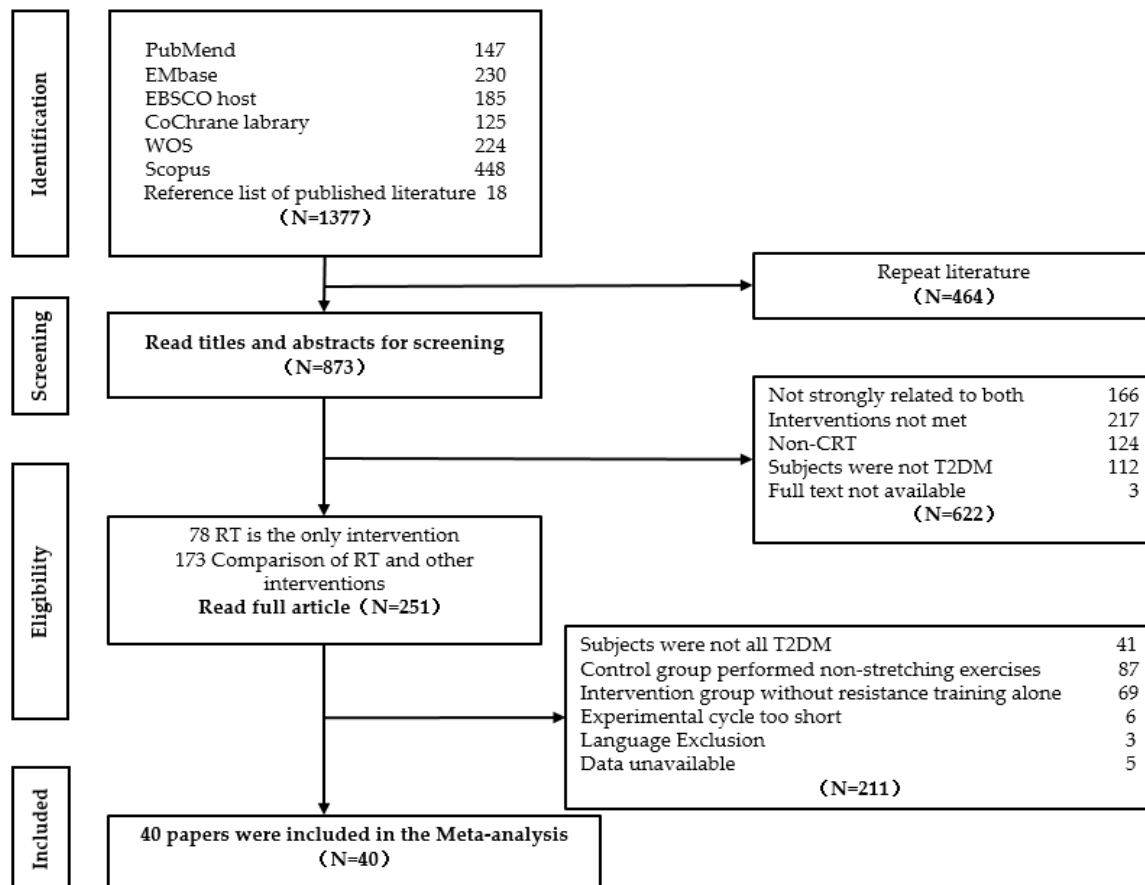 Identification
PubMend 147
EMbase 230
EBSCO host 185
CoChrane labrary 125
WOS 224
Scopus 448
Reference list of published literature 18
(N=1377)
Repeat literature
(N=464)
Screening
Read titles and abstracts for screening
(N=873)
Not strongly related to both 166
Interventions not met 217
Non-CRT 124
Subjects were not T2DM 112
Full text not available 3
(N=622)
Eligibility
78 RT is the only intervention
173 Comparison of RT and other
interventions
Read full article (N=251)
Subjects were not all T2DM 41
Control group performed non-stretching exercises 87
Intervention group without resistance training alone 69
Experimental cycle too short 6
Language Exclusion 3
Data unavailable 5
(N=211)
Included
40 papers were included in the Meta-analysis
(N=40)